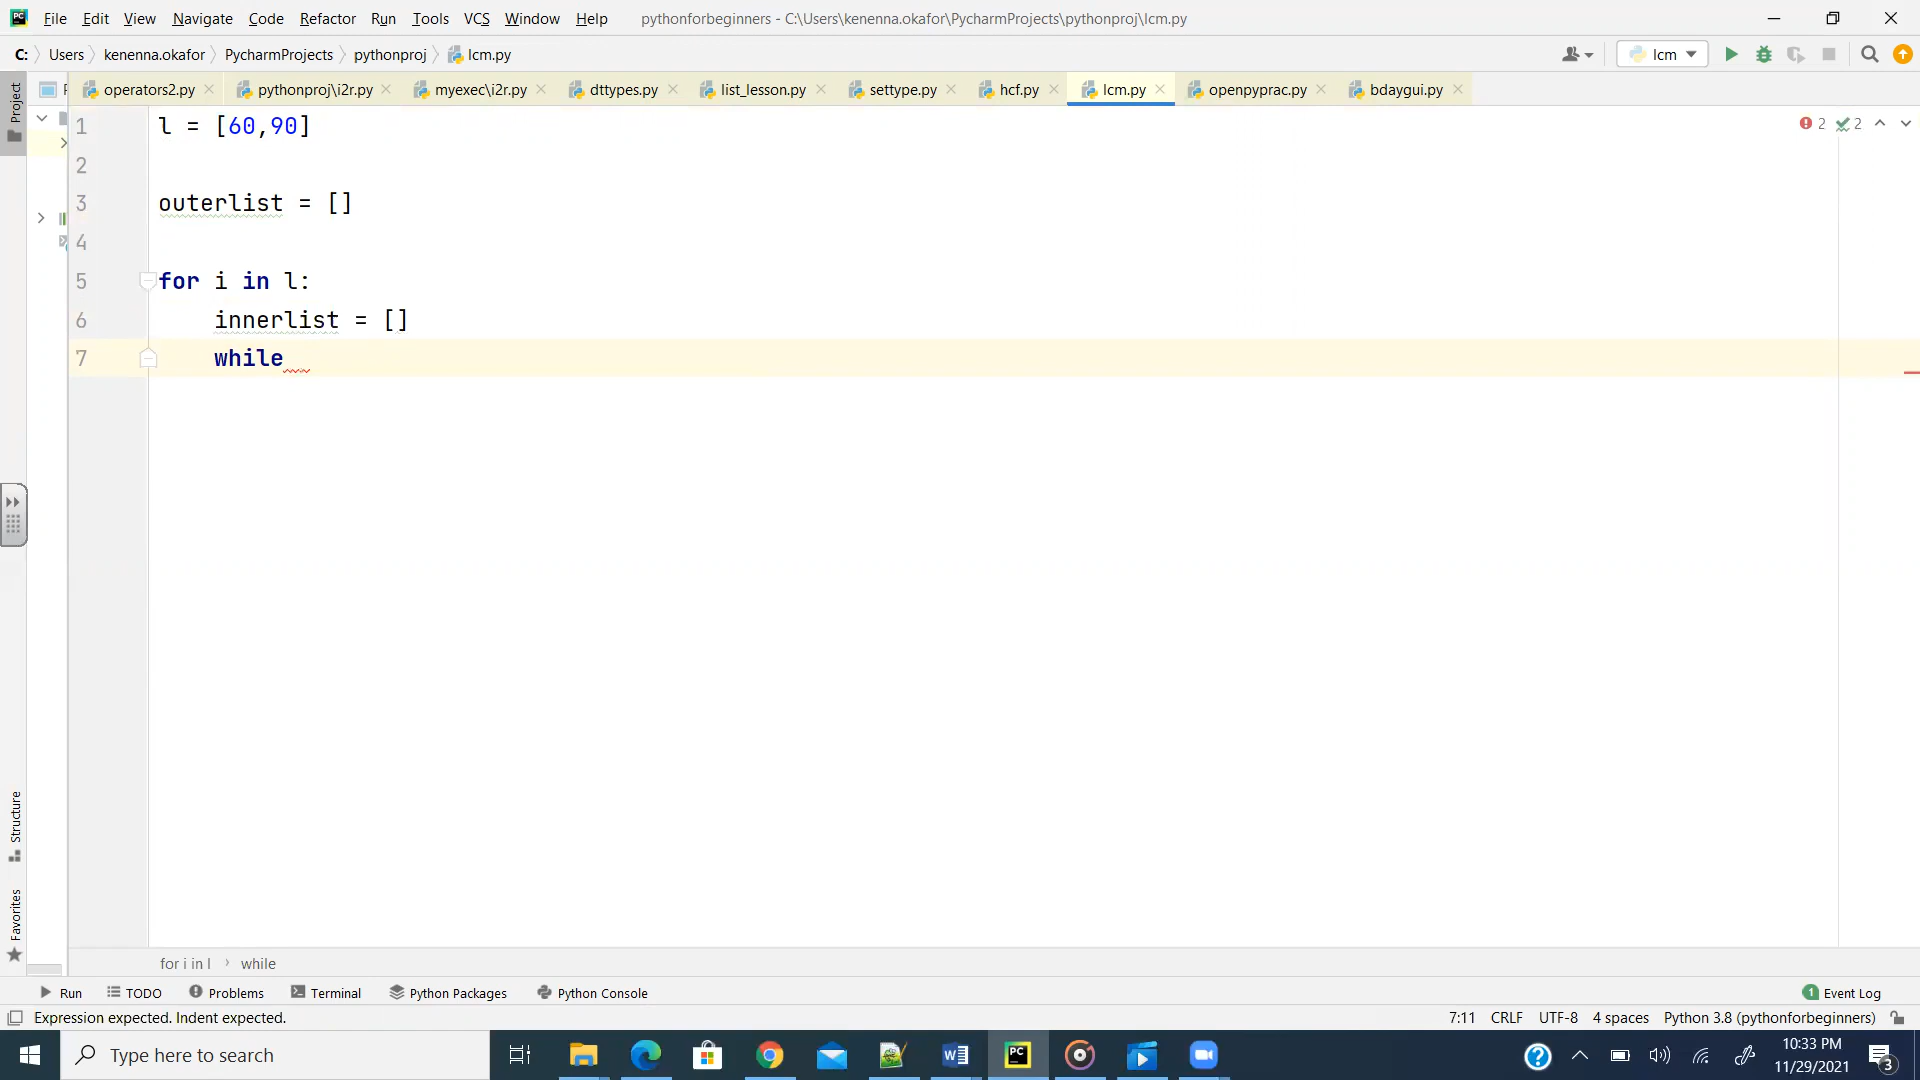 File Edit View Navigate Code Refactor Run Tools VCS Window Help pythonforbeginners - C:\Users\kenenna.okafor\PycharmProjects\pythonproj\lcm.py
C: Users kenenna.okafor PycharmProjects pythonproj lcm.py lcm
operators2.py pythonproj\i2r.py myexec\i2r.py dttypes.py list_lesson.py settype.py hcf.py lcm.py openpyprac.py bdaygui.py
Project
1 l = [60,90]
2 2
2
3 outerlist = []
4
5 for i in l:
6 innerlist = []
7 while
Structure
Favorites
for i in l › while
Run TODO Problems Terminal Python Packages Python Console 1 Event Log
Expression expected. Indent expected. 7:11 CRLF UTF-8 4 spaces Python 3.8 (pythonforbeginners)
Type here to search
10:33 PM
11/29/2021
3